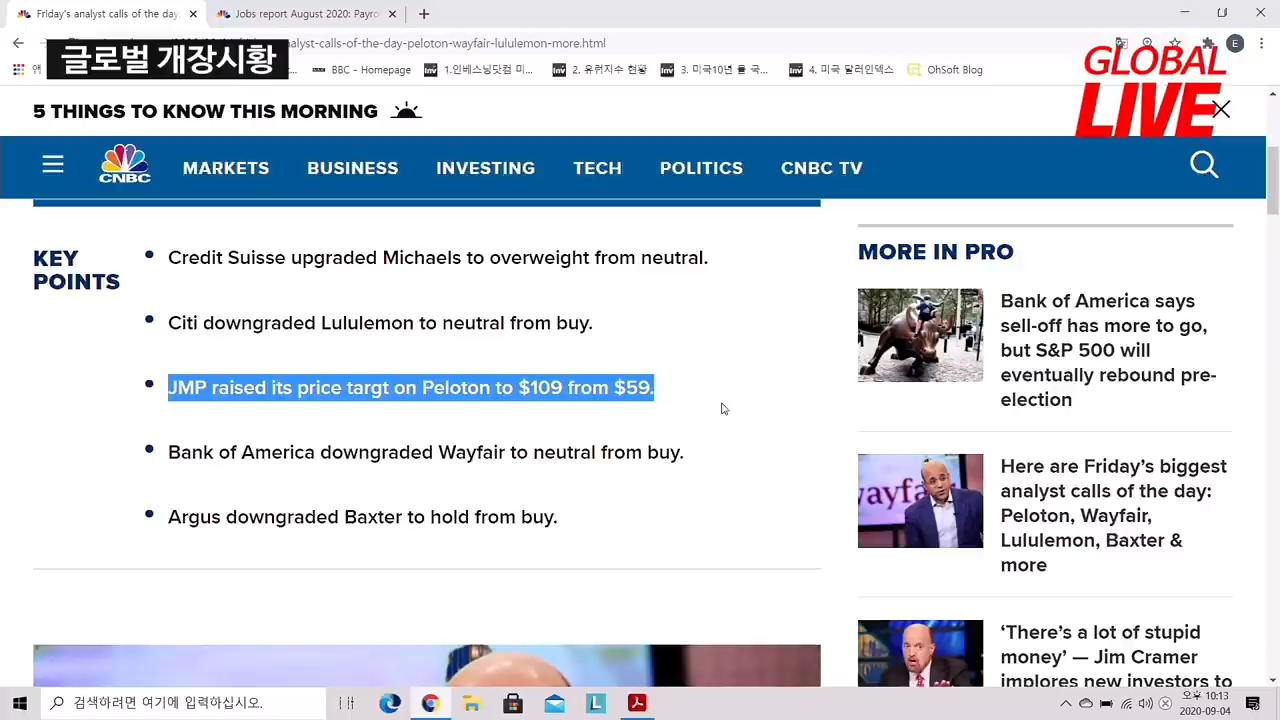 Friday's analyst calls of the day
Jobs report August 2020: Payro
글로벌 개장시황
nalyst-calls-of-the-day-peloton-wayfair-lululemon-more.html
E
BBC - Homepage
1.인베스팅닷컴 미...
2. 유럽지수 현황
3. 미국10년 물 국...
4. 미국 달러인덱스
OhSoft Blog
GLOBAL
LIVE
5 THINGS TO KNOW THIS MORNING
CNBC
MARKETS
BUSINESS
INVESTING
TECH
POLITICS
CNBC TV
KEY
POINTS
Credit Suisse upgraded Michaels to overweight from neutral.
Citi downgraded Lululemon to neutral from buy.
JMP raised its price targt on Peloton to $109 from $59.
Bank of America downgraded Wayfair to neutral from buy.
Argus downgraded Baxter to hold from buy.
MORE IN PRO
Bank of America says
sell-off has more to go,
but S&P 500 will
eventually rebound pre-
election
wayfair
Here are Friday's biggest
analyst calls of the day:
Peloton, Wayfair,
Lululemon, Baxter &
more
'There's a lot of stupid
money' — Jim Cramer
implores new investors to
검색하려면 여기에 입력하십시오.
오후 10:13
2020-09-04